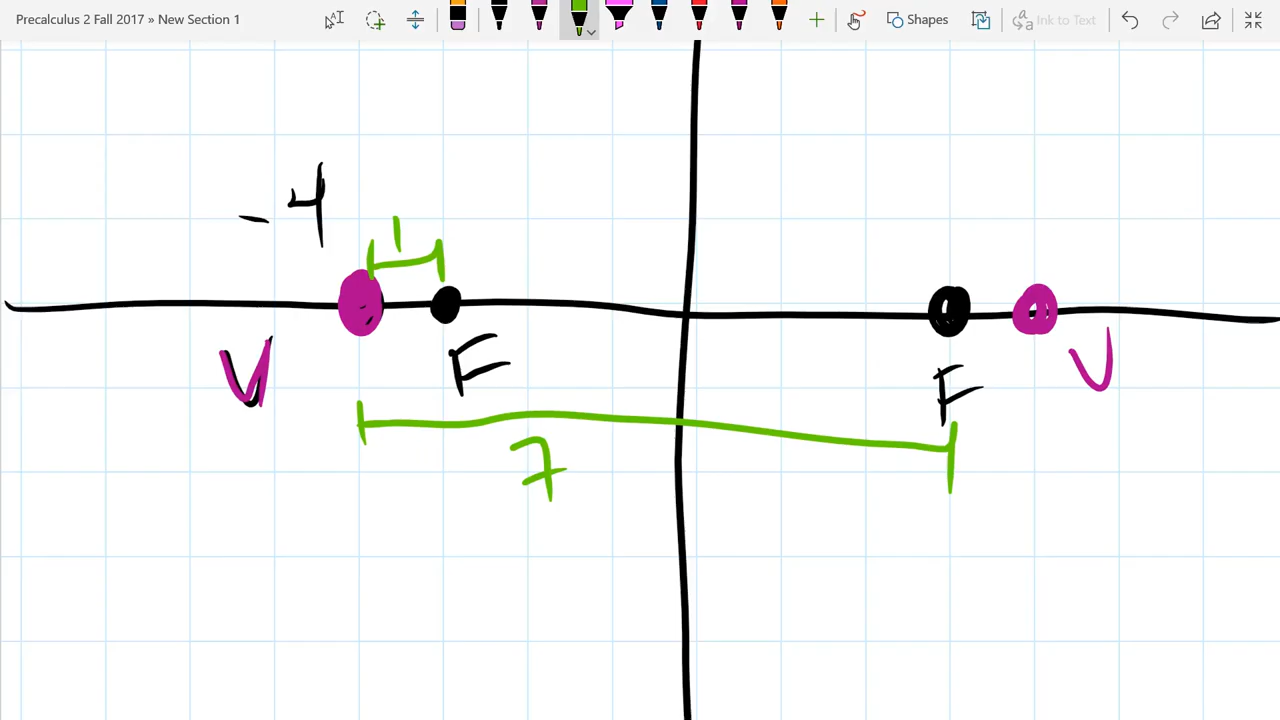 Precalculus 2 Fall 2017 » New Section 1
Shapes
Ink to Text
-4
1
V
F
F
V
7